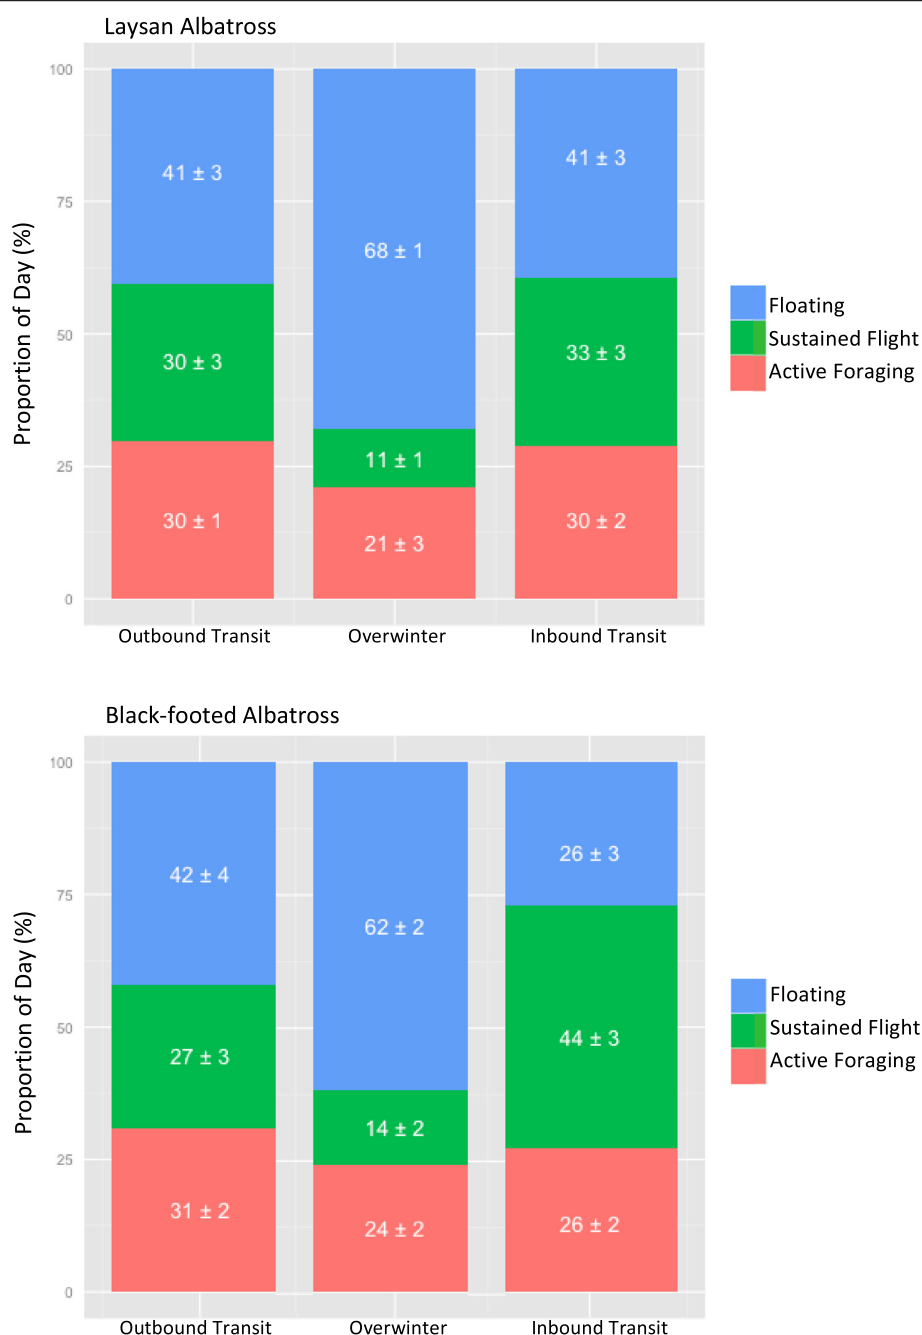 Laysan Albatross
Proportion of Day (%)
100
75
50
25
0
41 ± 3
68 ± 1
41 ± 3
30 ± 3
11 ± 1
33 ± 3
30 ± 1
21 ± 3
30 ± 2
Outbound Transit
Overwinter
Inbound Transit
Floating
Sustained Flight
Active Foraging
Black-footed Albatross
Proportion of Day (%)
100
75
50
25
0
42 ± 4
62 ± 2
26 ± 3
27 ± 3
14 ± 2
44 ± 3
31 ± 2
24 ± 2
26 ± 2
Outbound Transit
Overwinter
Inbound Transit
Floating
Sustained Flight
Active Foraging